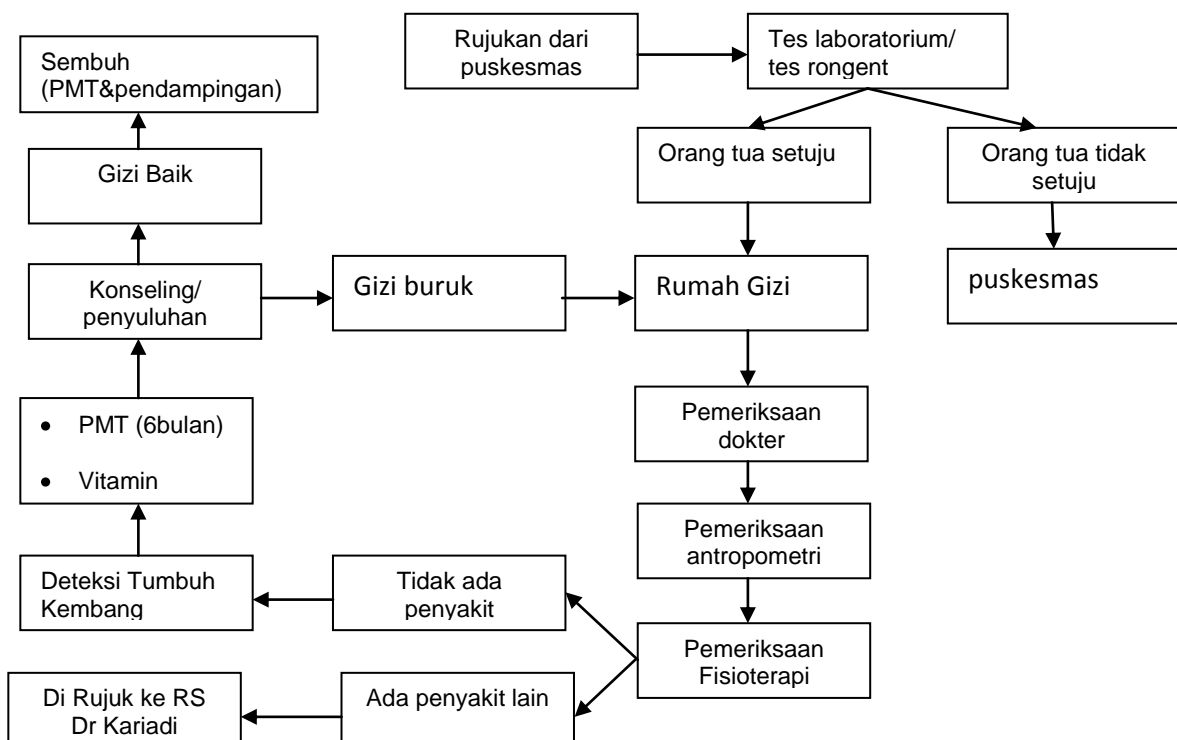 Rujukan dari
puskesmas
Tes laboratorium/
tes rongent
Sembuh
(PMT&pendampingan)
Orang tua setuju
Orang tua tidak
setuju
Gizi Baik
Konseling/
penyuluhan
Gizi buruk
Rumah Gizi
puskesmas
• PMT (6bulan)
• Vitamin
Pemeriksaan
dokter
Pemeriksaan
antropometri
Deteksi Tumbuh
Kembang
Tidak ada
penyakit
Pemeriksaan
Fisioterapi
Di Rujuk ke RS
Dr Kariadi
Ada penyakit lain